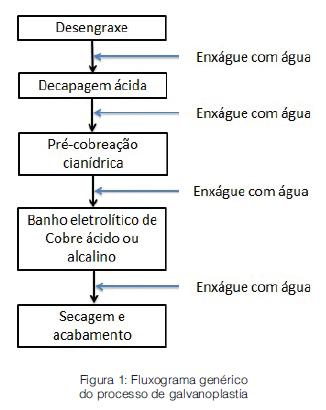 Desengraxe
Enxágue com água
Decapagem ácida
Enxágue com água
Pré-cobreação
cianídrica
Enxágue com água
Banho eletrolítico de
Cobre ácido ou
alcalino
Enxágue com água
Secagem e
acabamento
Figura 1: Fluxograma genérico
do processo de galvanoplastia